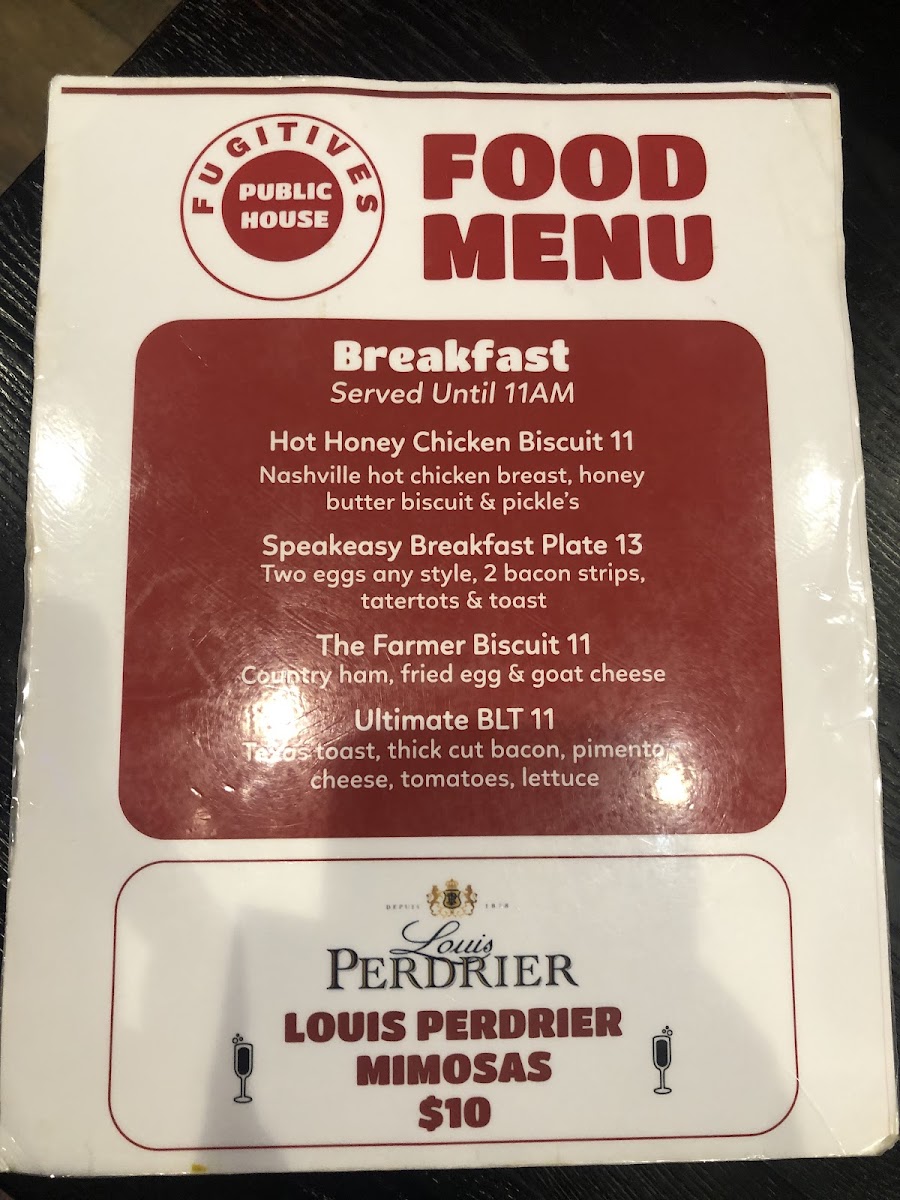 FUGITIVES
PUBLIC
HOUSE
FOOD
MENU
Breakfast
Served Until 11AM
Hot Honey Chicken Biscuit 11
Nashville hot chicken breast, honey
butter biscuit & pickle's
Speakeasy Breakfast Plate 13
Two eggs any style, 2 bacon strips,
tatertots & toast
The Farmer Biscuit 11
Country ham, fried egg & goat cheese
Ultimate BLT 11
Texas toast, thick cut bacon, pimento
cheese, tomatoes, lettuce
DEPUIS 1878
Louis
PERDRIER
LOUIS PERDRIER
MIMOSAS
$10